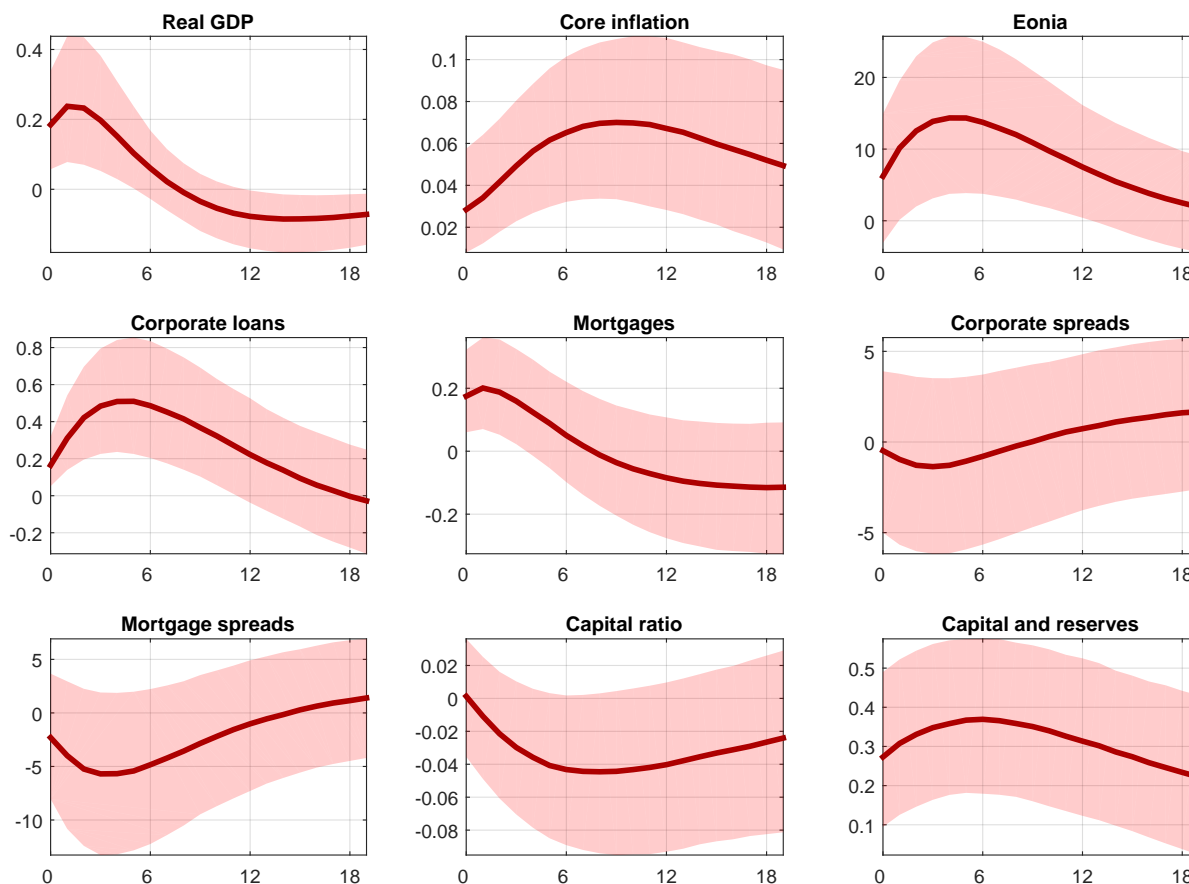 Real GDP
0.4
0.2
0
0 6 12 18
Core inflation
0.1
0.08
0.06
0.04
0.02
0 6 12 18
Eonia
20
10
0
0 6 12 18
Corporate loans
0.8
0.6
0.4
0.2
0
-0.2
0 6 12 18
Mortgages
0.2
0
-0.2
0 6 12 18
Corporate spreads
5
0
-5
0 6 12 18
Mortgage spreads
5
0
-5
-10
0 6 12 18
Capital ratio
0.02
0
-0.02
-0.04
-0.06
-0.08
0 6 12 18
Capital and reserves
0.5
0.4
0.3
0.2
0.1
0 6 12 18